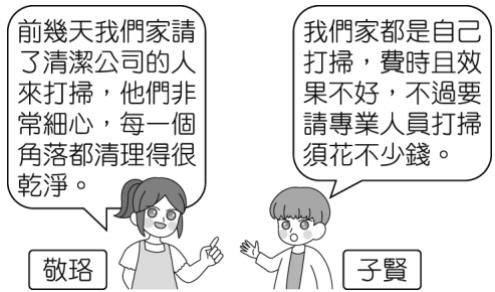 前幾天我們家請
了清潔公司的人
來打掃，他們非
常細心，每一個
角落都清理得很
乾淨。
我們家都是自己
打掃，費時且效
果不好，不過要
請專業人員打掃
須花不少錢。
敬珞
子賢